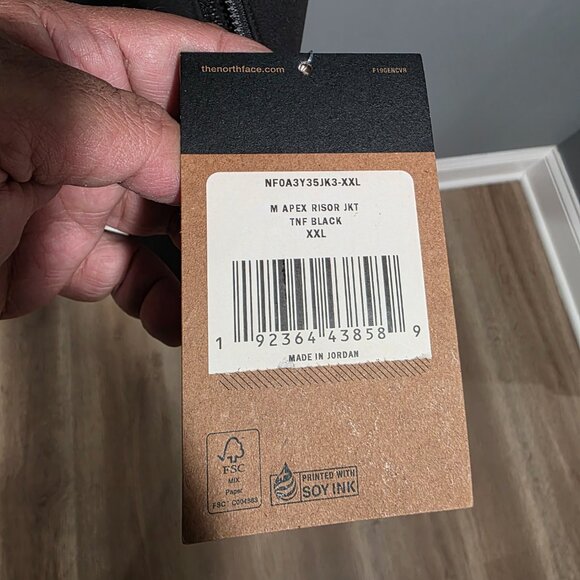 thenorthface.com F19GENCVR
NF0A3Y35JK3-XXL
M APEX RISOR JKT
TNF BLACK
XXL
1 92364 43858 9
MADE IN JORDAN
FSC
MIX
Paper
FSC® C004583
PRINTED WITH
SOY INK